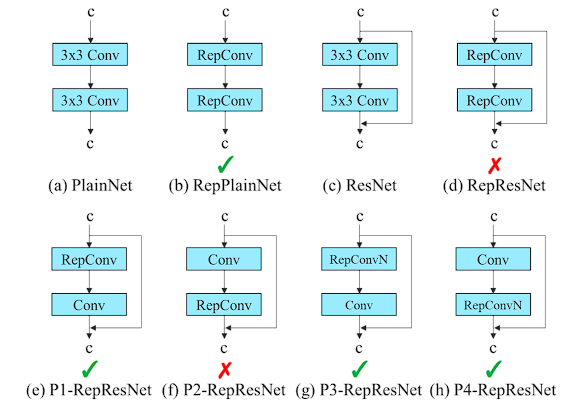 c c c c
3x3 Conv RepConv 3x3 Conv RepConv
3x3 Conv RepConv 3x3 Conv RepConv
c c c c
(a) PlainNet (b) RepPlainNet (c) ResNet (d) RepResNet
c c c c
RepConv Conv RepConvN Conv
Conv RepConv Conv RepConvN
c c c c
(e) P1-RepResNet (f) P2-RepResNet (g) P3-RepResNet (h) P4-RepResNet